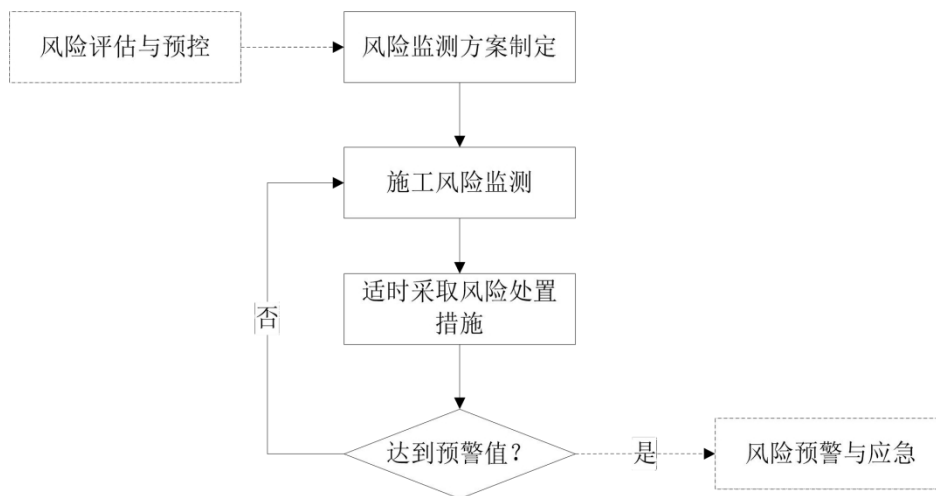 风险评估与预控
风险监测方案制定
施工风险监测
适时采取风险处置
措施
否
达到预警值？
是
风险预警与应急